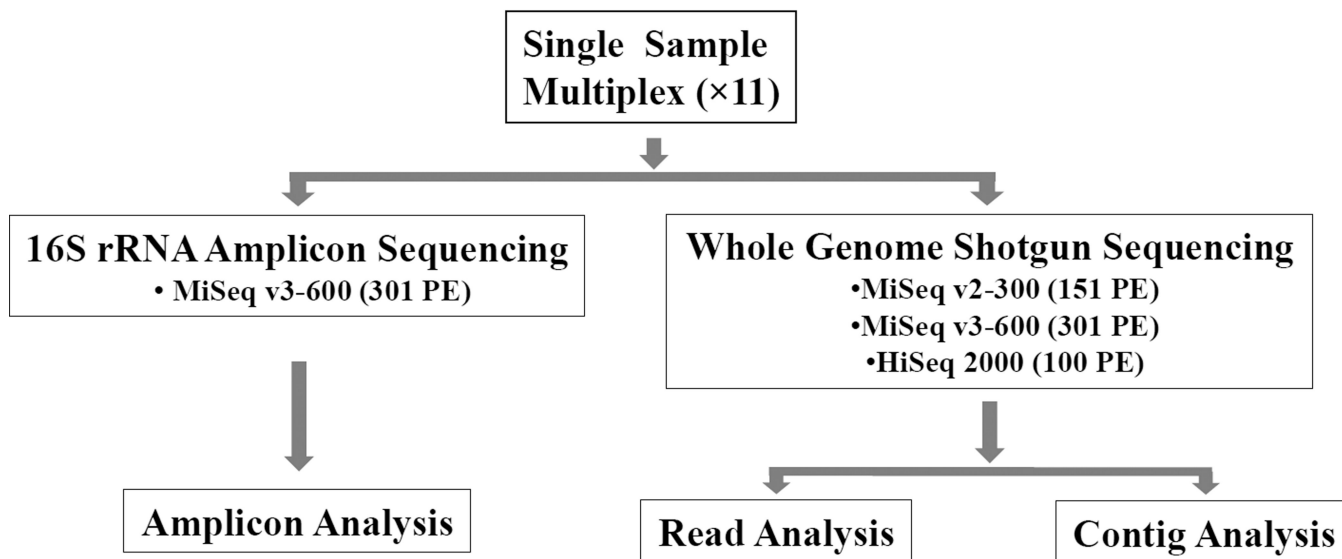 Single Sample
Multiplex (×11)
16S rRNA Amplicon Sequencing
• MiSeq v3-600 (301 PE)
Whole Genome Shotgun Sequencing
•MiSeq v2-300 (151 PE)
•MiSeq v3-600 (301 PE)
•HiSeq 2000 (100 PE)
Amplicon Analysis
Read Analysis
Contig Analysis